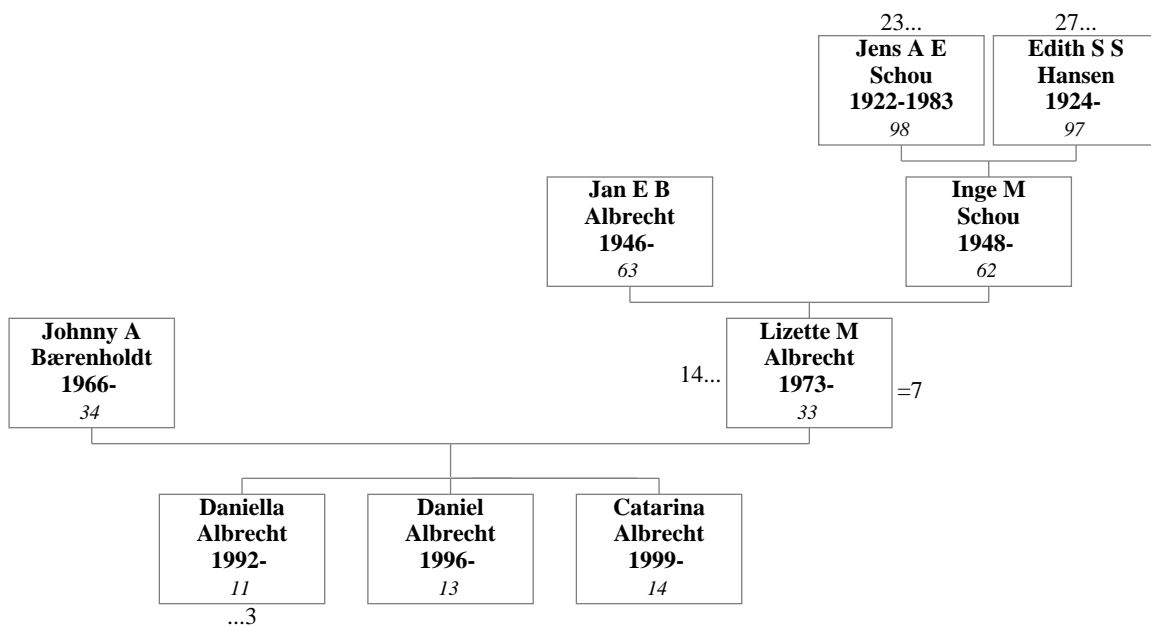 23...
Jens A E
Schou
1922-1983
98
27...
Edith S S
Hansen
1924-
97
Jan E B
Albrecht
1946-
63
Inge M
Schou
1948-
62
Johnny A
Bærenholdt
1966-
34
14...
Lizette M
Albrecht
1973-
33
=7
Daniella
Albrecht
1992-
11
...3
Daniel
Albrecht
1996-
13
Catarina
Albrecht
1999-
14